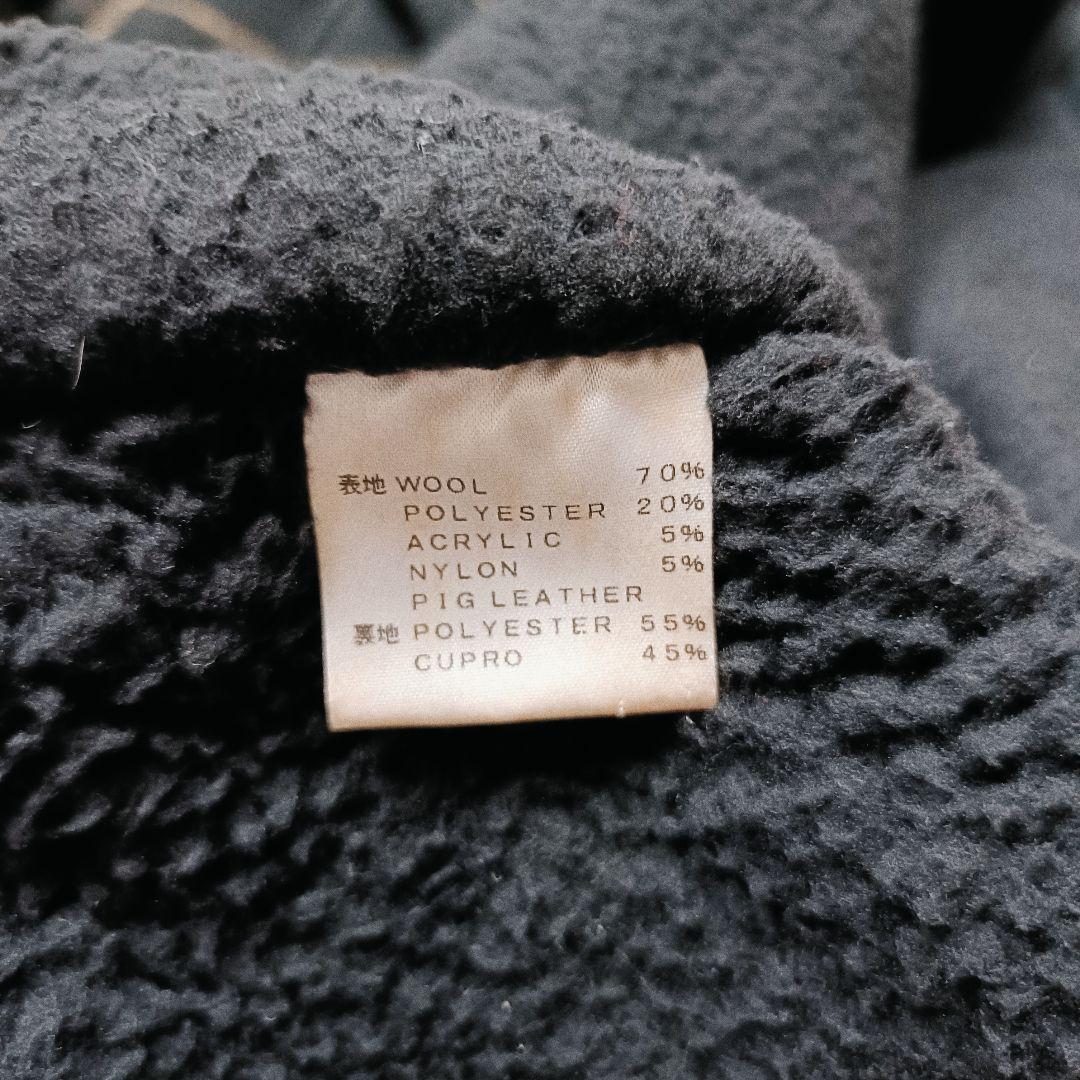 表地 WOOL 70%
POLYESTER 20%
ACRYLIC 5%
NYLON 5%
PIG LEATHER
裏地 POLYESTER 55%
CUPRO 45%